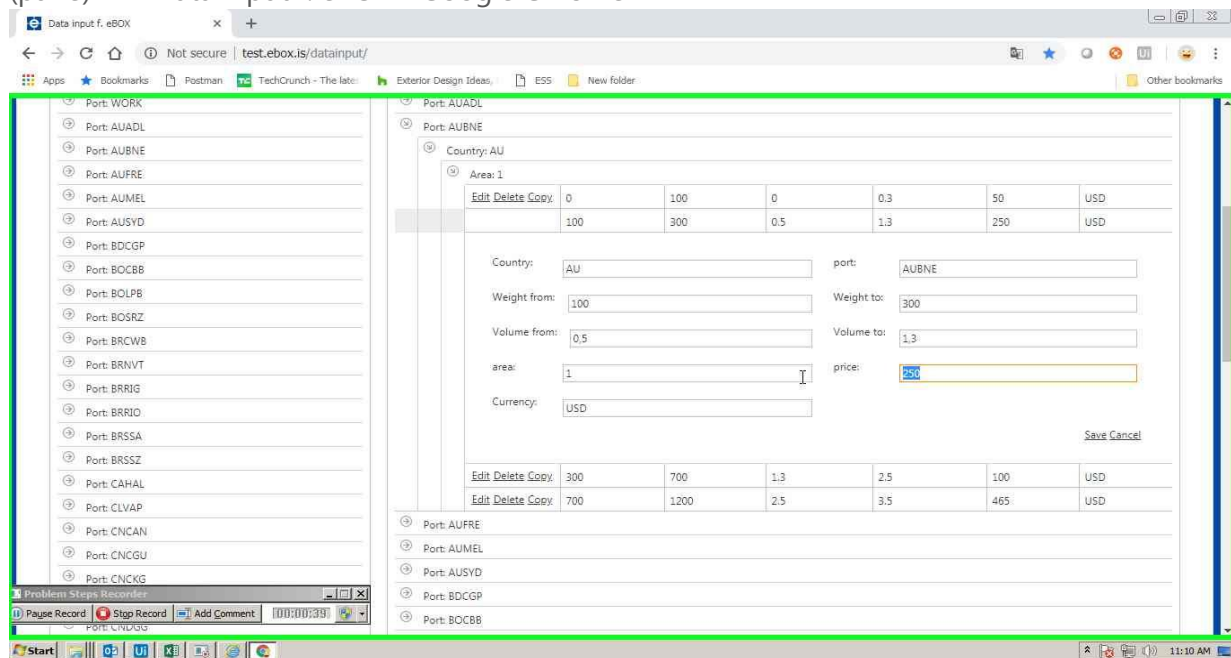 Data input f. eBOX
Not secure | test.ebox.is/datainput/
Apps Bookmarks Postman TechCrunch - The late Exterior Design Ideas, ESS New folder Other bookmarks
Port: WORK
Port: AUADL
Port: AUBNE
Port: AUFRE
Port: AUMEL
Port: AUSYD
Port: BDCGP
Port: BOCBB
Port: BOLPB
Port: BOSRZ
Port: BRCWB
Port: BRNVT
Port: BRRIG
Port: BRRIO
Port: BRSSA
Port: BRSSZ
Port: CAHAL
Port: CLVAP
Port: CNCAN
Port: CNCGU
Port: CNCKG
Port: CNDGG
Port: AUADL
Port: AUBNE
Country: AU
Area: 1
Edit Delete Copy 0 100 0 0.3 50 USD
100 300 0.5 1.3 250 USD
Country: AU port: AUBNE
Weight from: 100 Weight to: 300
Volume from: 0,5 Volume to: 1,3
area: 1 price: 250
Currency: USD
Save Cancel
Edit Delete Copy 300 700 1.3 2.5 100 USD
Edit Delete Copy 700 1200 2.5 3.5 465 USD
Port: AUFRE
Port: AUMEL
Port: AUSYD
Port: BDCGP
Port: BOCBB
Problem Steps Recorder
Pause Record Stop Record Add Comment 00:00:39
Start 11:10 AM